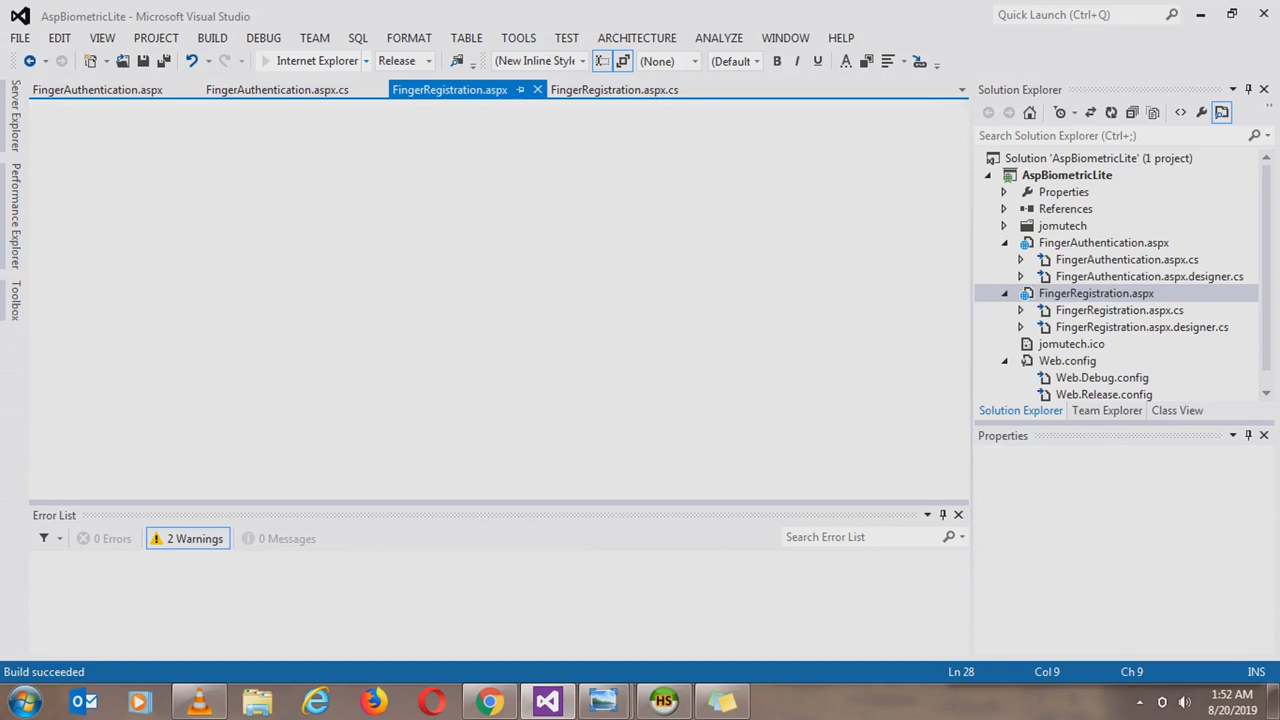 AspBiometricLite - Microsoft Visual Studio
Quick Launch (Ctrl+Q)
FILE EDIT VIEW PROJECT BUILD DEBUG TEAM SQL FORMAT TABLE TOOLS TEST ARCHITECTURE ANALYZE WINDOW HELP
Internet Explorer Release (New Inline Style (None) (Default B I U A
FingerAuthentication.aspx FingerAuthentication.aspx.cs FingerRegistration.aspx FingerRegistration.aspx.cs
Server Explorer
Performance Explorer
Toolbox
Solution Explorer
Search Solution Explorer (Ctrl+;)
Solution 'AspBiometricLite' (1 project)
AspBiometricLite
Properties
References
jomutech
FingerAuthentication.aspx
FingerAuthentication.aspx.cs
FingerAuthentication.aspx.designer.cs
FingerRegistration.aspx
FingerRegistration.aspx.cs
FingerRegistration.aspx.designer.cs
jomutech.ico
Web.config
Web.Debug.config
Web.Release.config
Solution Explorer Team Explorer Class View
Properties
Error List
0 Errors 2 Warnings 0 Messages Search Error List
Build succeeded Ln 28 Col 9 Ch 9 INS
HS
1:52 AM
8/20/2019